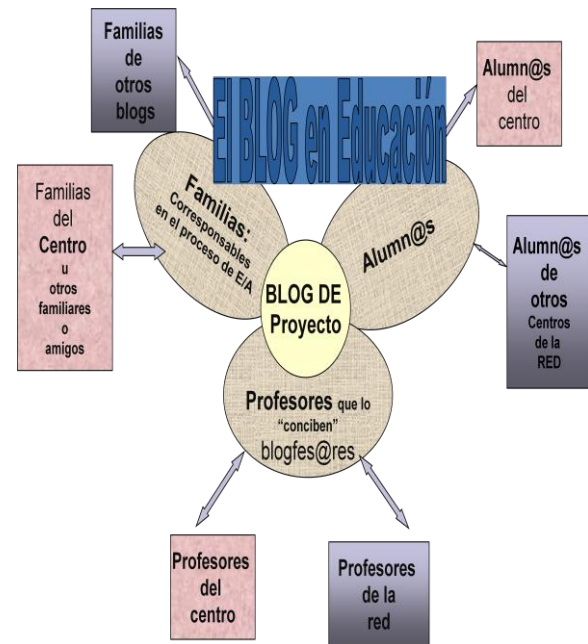 Familias
de
otros
blogs
El BLOG en Educación
Alumn@s
del
centro
Familias
del
Centro
u
otros
familiares
o
amigos
Familias:
Corresponsables
en el proceso de E/A
Alumn@s
Alumn@s
de
otros
Centros
de la
RED
BLOG DE
Proyecto
Profesores que lo
“conciben”
blogfes@res
Profesores
del
centro
Profesores
de la
red